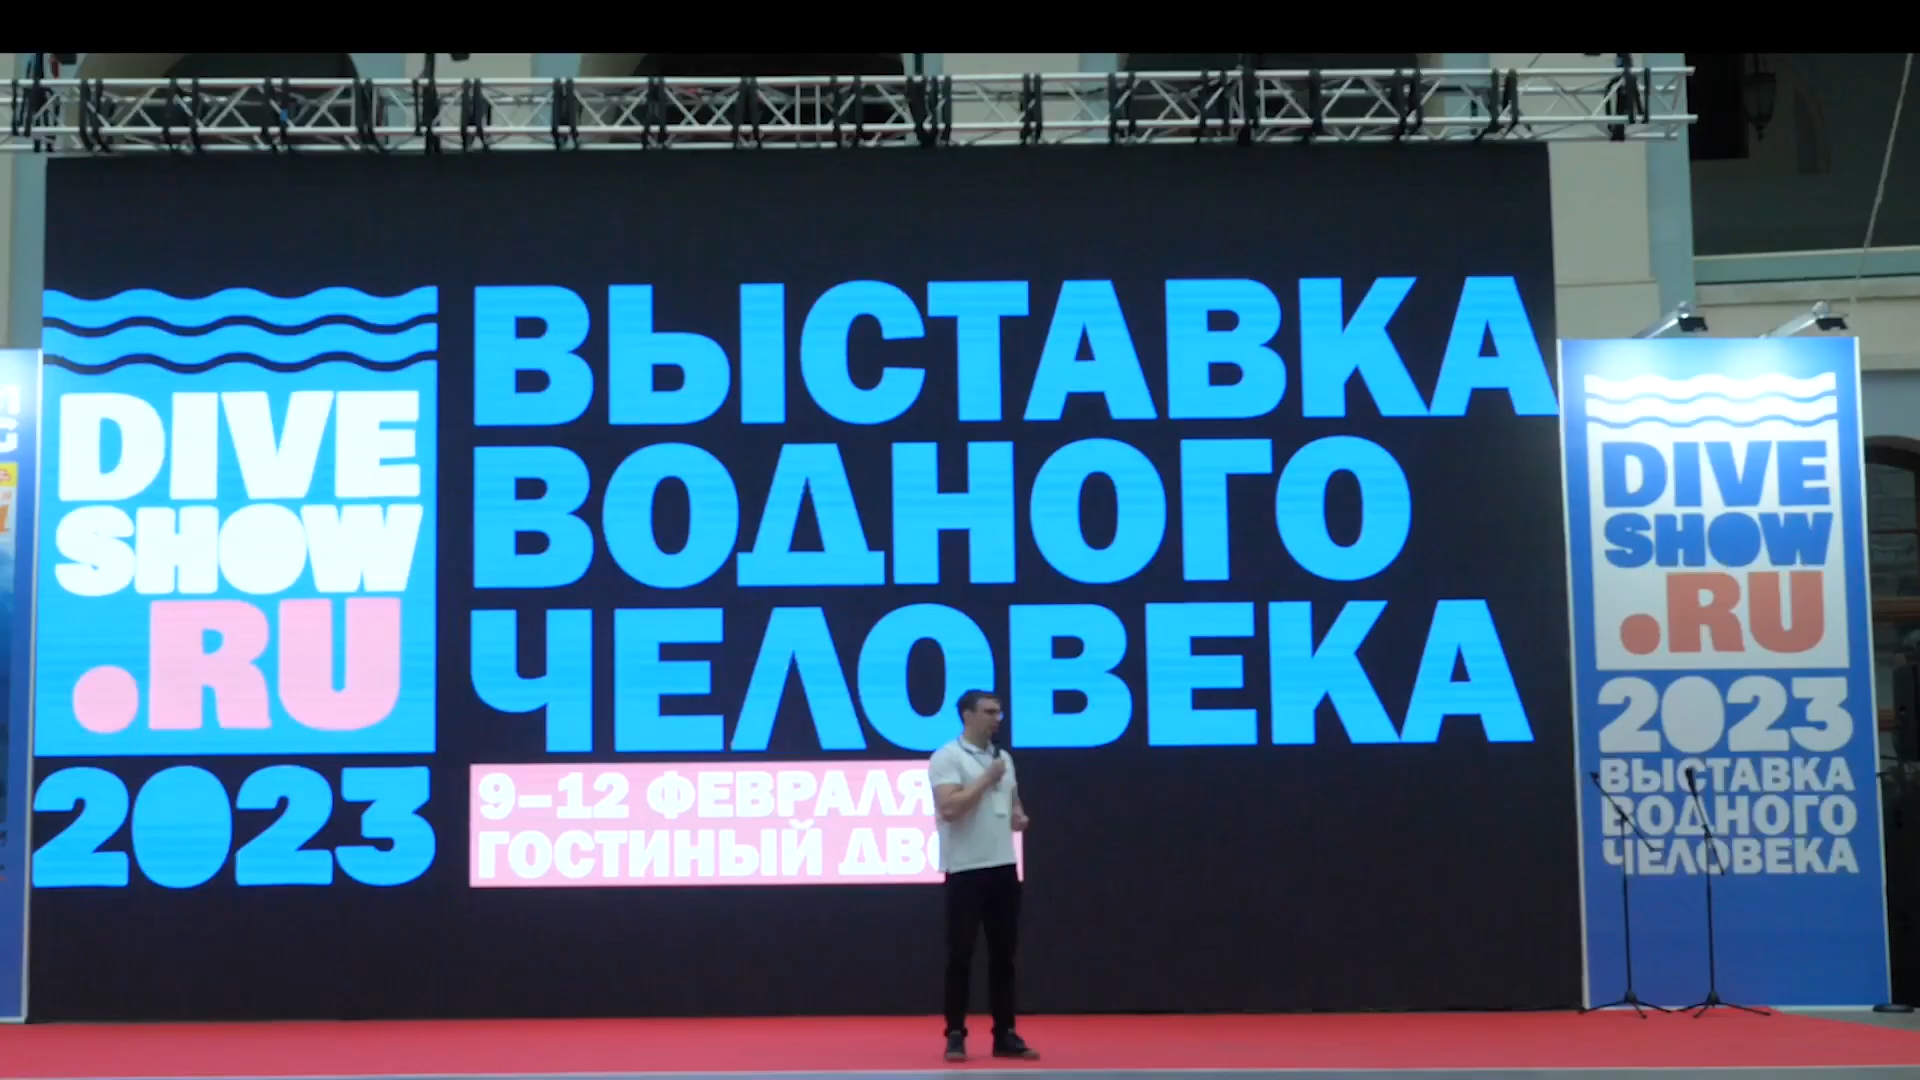 DIVE
SHOW
.RU
2023
ВЫСТАВКА
ВОДНОГО
ЧЕЛОВЕКА
9–12 ФЕВРАЛЯ
ГОСТИНЫЙ
DIVE
SHOW
.RU
2023
ВЫСТАВКА
ВОДНОГО
ЧЕЛОВЕКА